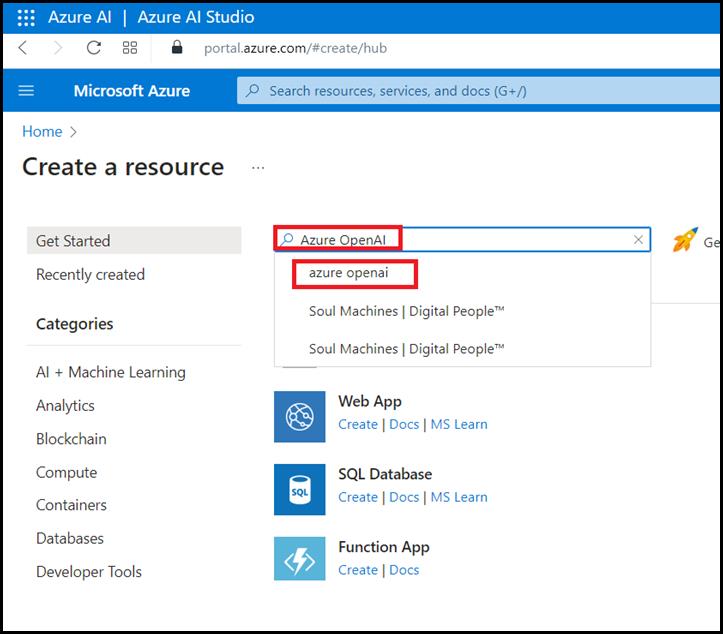 Azure AI | Azure AI Studio
portal.azure.com/#create/hub
Microsoft Azure
Search resources, services, and docs (G+/)
Home >
Create a resource ...
Get Started
Recently created
Categories
AI + Machine Learning
Analytics
Blockchain
Compute
Containers
Databases
Developer Tools
Azure OpenAI
Ge
azure openai
Soul Machines | Digital People™
Soul Machines | Digital People™
Web App
Create | Docs | MS Learn
SQL
SQL Database
Create | Docs | MS Learn
Function App
Create | Docs